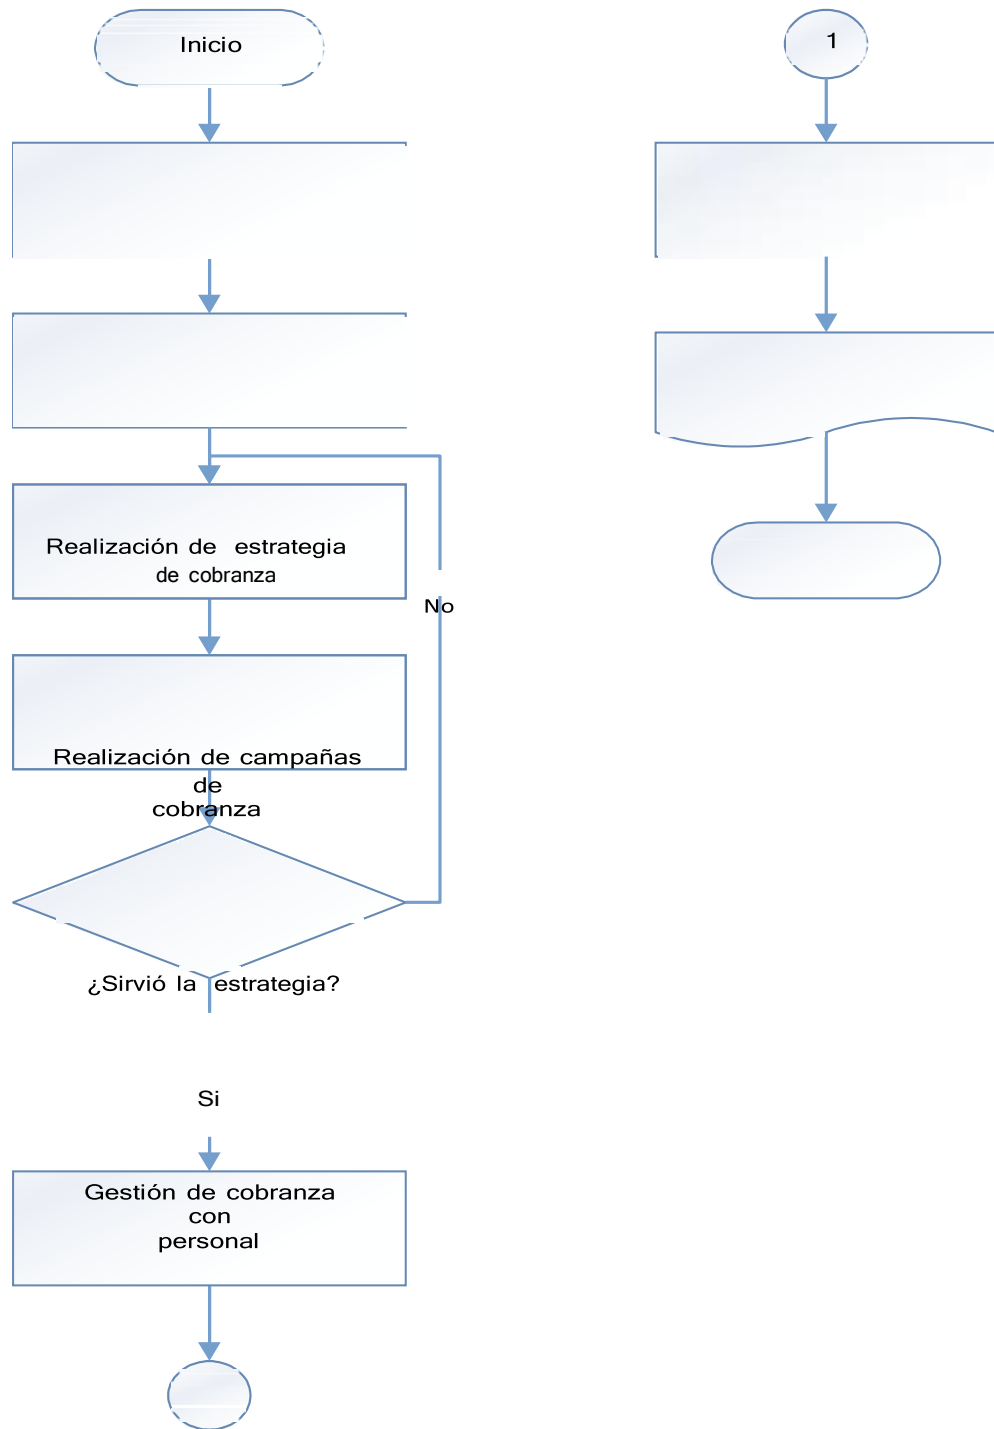 Inicio
Realización de estrategia
de cobranza
No
Realización de campañas
de
cobranza
¿Sirvió la estrategia?
Si
Gestión de cobranza
con
personal
1